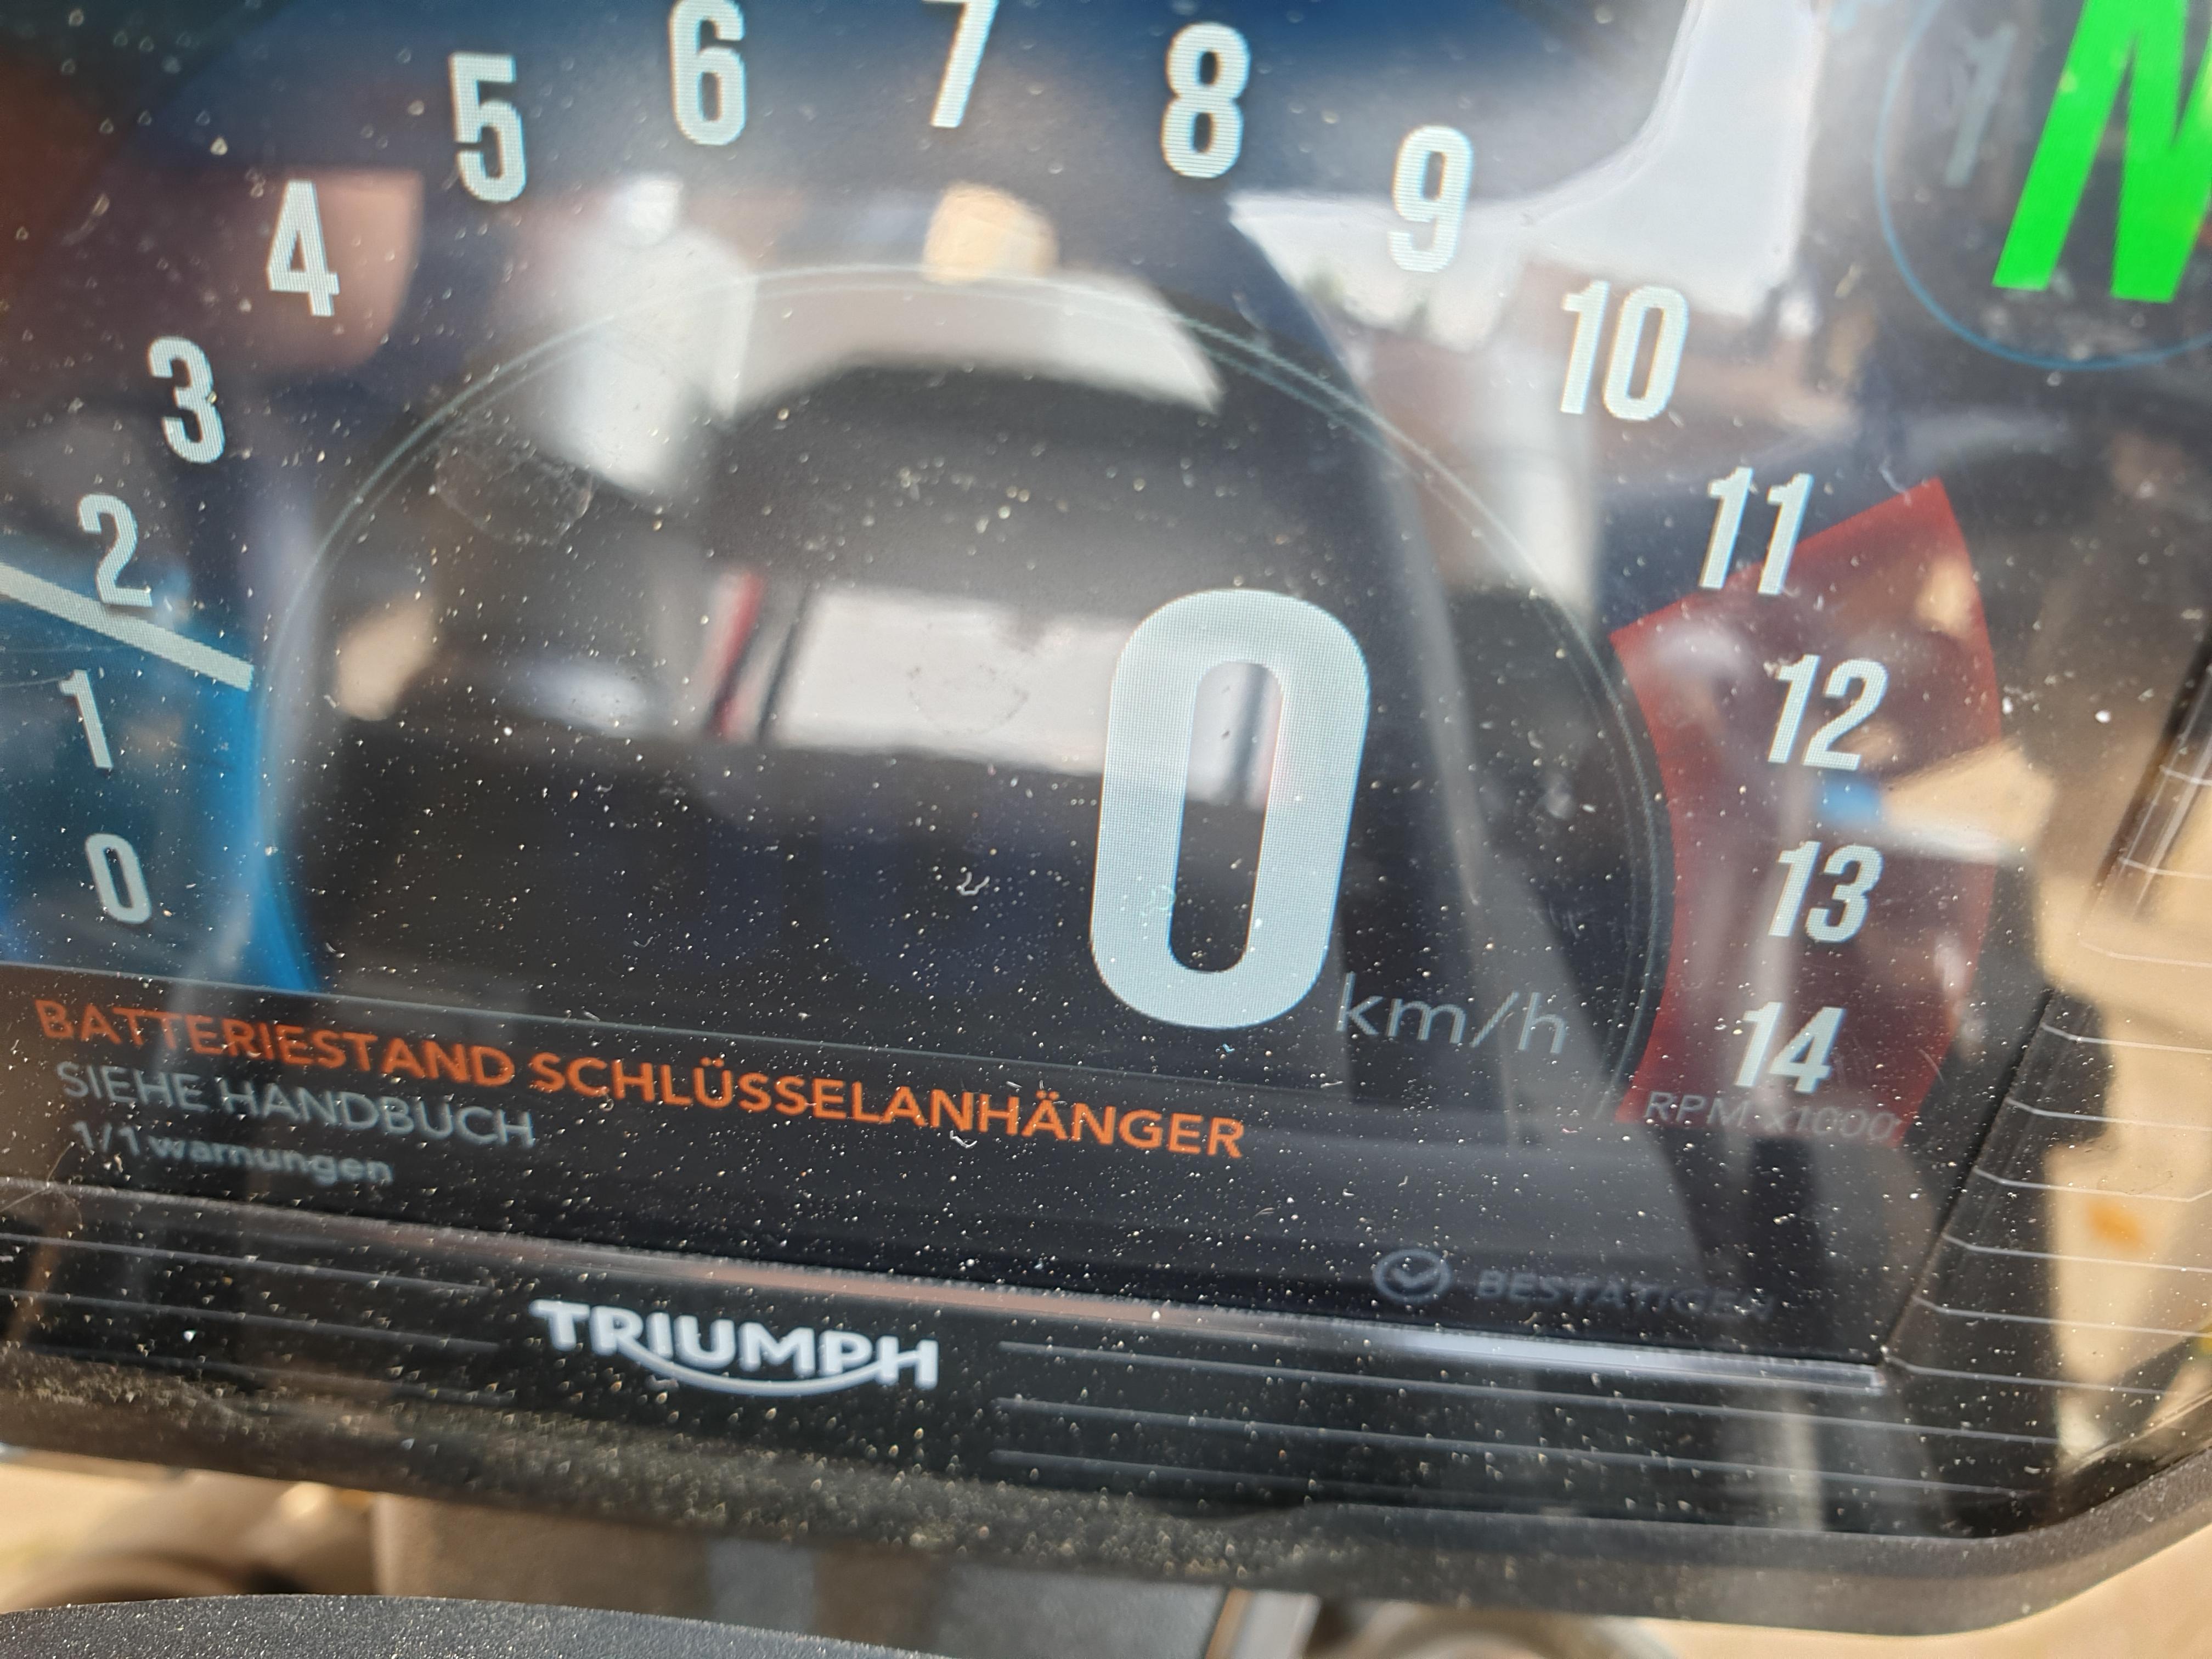 0
1
2
3
4
5
6
7
8
9
10
11
12
13
14
RPM x1000
N
0
km/h
BATTERIESTAND SCHLÜSSELANHÄNGER
SIEHE HANDBUCH
1/1 warnungen
BESTÄTIGEN
TRIUMPH